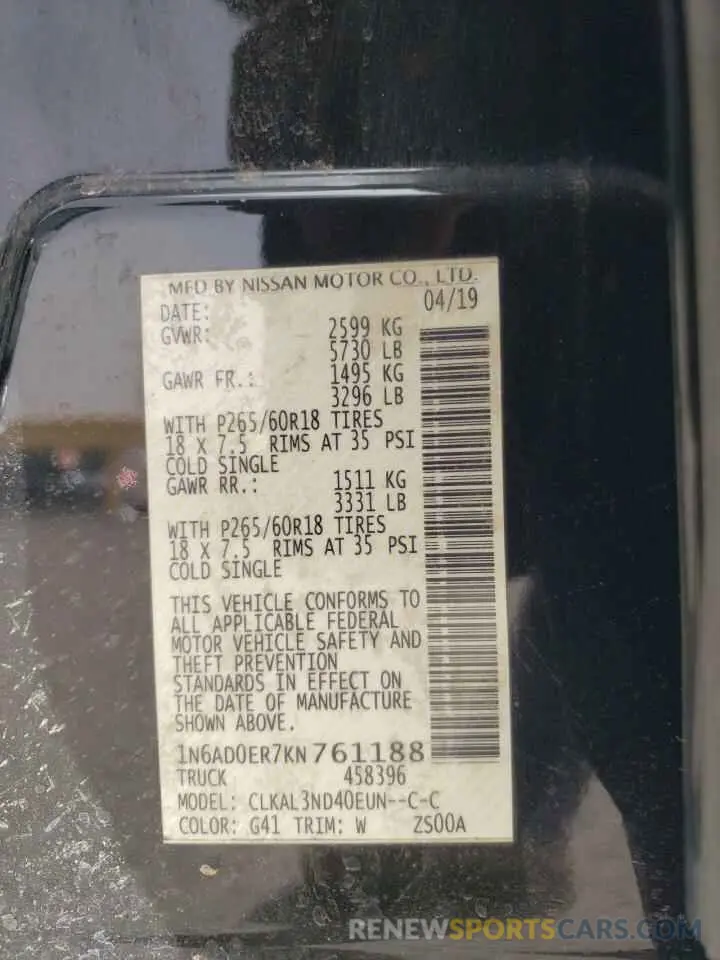 MFD BY NISSAN MOTOR CO., LTD.
DATE: 04/19
GVWR: 2599 KG
5730 LB
GAWR FR.: 1495 KG
3296 LB
WITH P265/60R18 TIRES
18 X 7.5 RIMS AT 35 PSI
COLD SINGLE
GAWR RR.: 1511 KG
3331 LB
WITH P265/60R18 TIRES
18 X 7.5 RIMS AT 35 PSI
COLD SINGLE
THIS VEHICLE CONFORMS TO
ALL APPLICABLE FEDERAL
MOTOR VEHICLE SAFETY AND
THEFT PREVENTION
STANDARDS IN EFFECT ON
THE DATE OF MANUFACTURE
SHOWN ABOVE.
1N6AD0ER7KN761188
TRUCK 458396
MODEL: CLKAL3ND40EUN--C-C
COLOR: G41 TRIM: W ZS00A
RENEWSPORTSCARS.COM